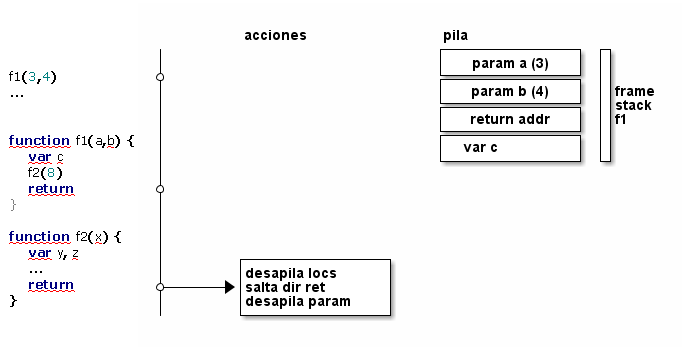 acciones
pila
f1(3,4)
...
function f1(a,b) {
var c
f2(8)
return
}
function f2(x) {
var y, z
...
return
}
param a (3)
param b (4)
return addr
var c
frame
stack
f1
desapila locs
salta dir ret
desapila param